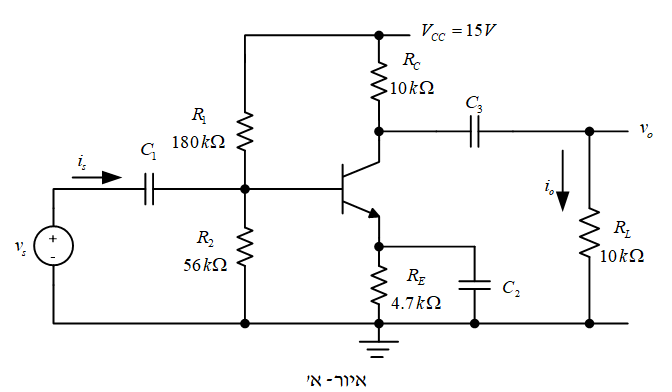 V_CC = 15V
R_C
10kΩ
C_3
R_1
180kΩ
C_1
i_s
v_o
i_o
R_2
56kΩ
v_s
+
-
R_L
10kΩ
R_E
4.7kΩ
C_2
איור- א'